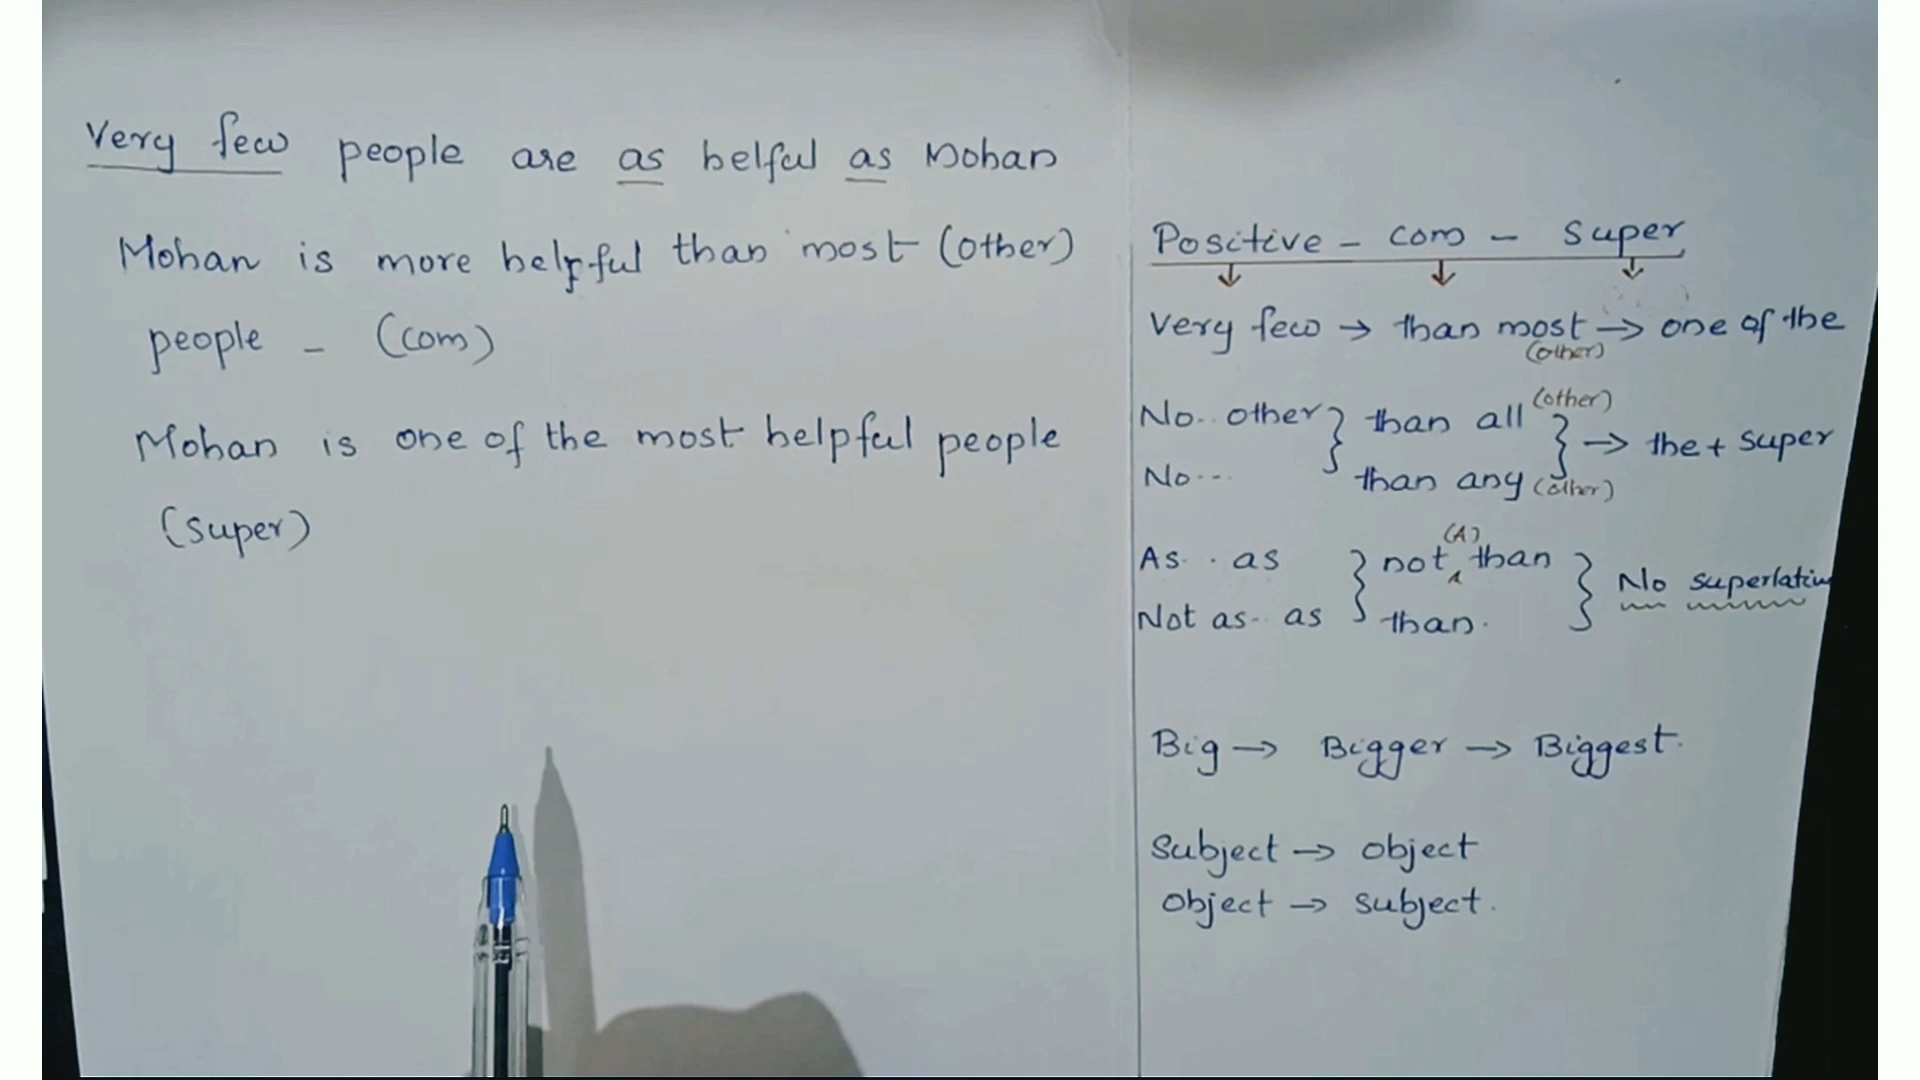 Very few people are as helful as Mohan
Mohan is more helpful than most (other)
people - (com)
Mohan is one of the most helpful people
(super)
Positive - com - super
Very few → than most → one of the
(other)
No.. other } than all (other) } → the + super
No... than any (other)
As . . as } not (A) than } No superlativ
Not as.. as than.
Big → Bigger → Biggest.
Subject → object
object → subject.